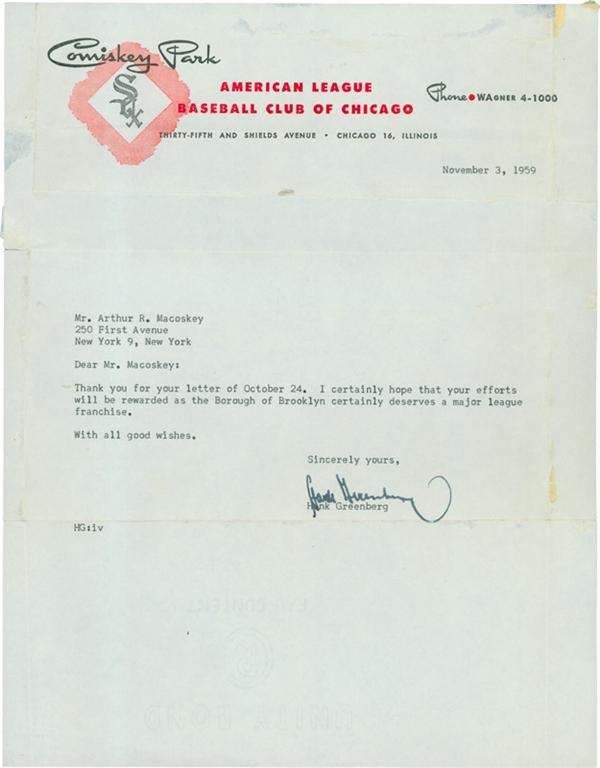 Comiskey Park
Sox
AMERICAN LEAGUE
BASEBALL CLUB OF CHICAGO
Phone • WAGNER 4-1000
THIRTY-FIFTH AND SHIELDS AVENUE • CHICAGO 16, ILLINOIS
November 3, 1959
Mr. Arthur R. Macoskey
250 First Avenue
New York 9, New York
Dear Mr. Macoskey:
Thank you for your letter of October 24. I certainly hope that your efforts
will be rewarded as the Borough of Brooklyn certainly deserves a major league
franchise.
With all good wishes.
Sincerely yours,
Hank Greenberg
Hank Greenberg
HG:iv